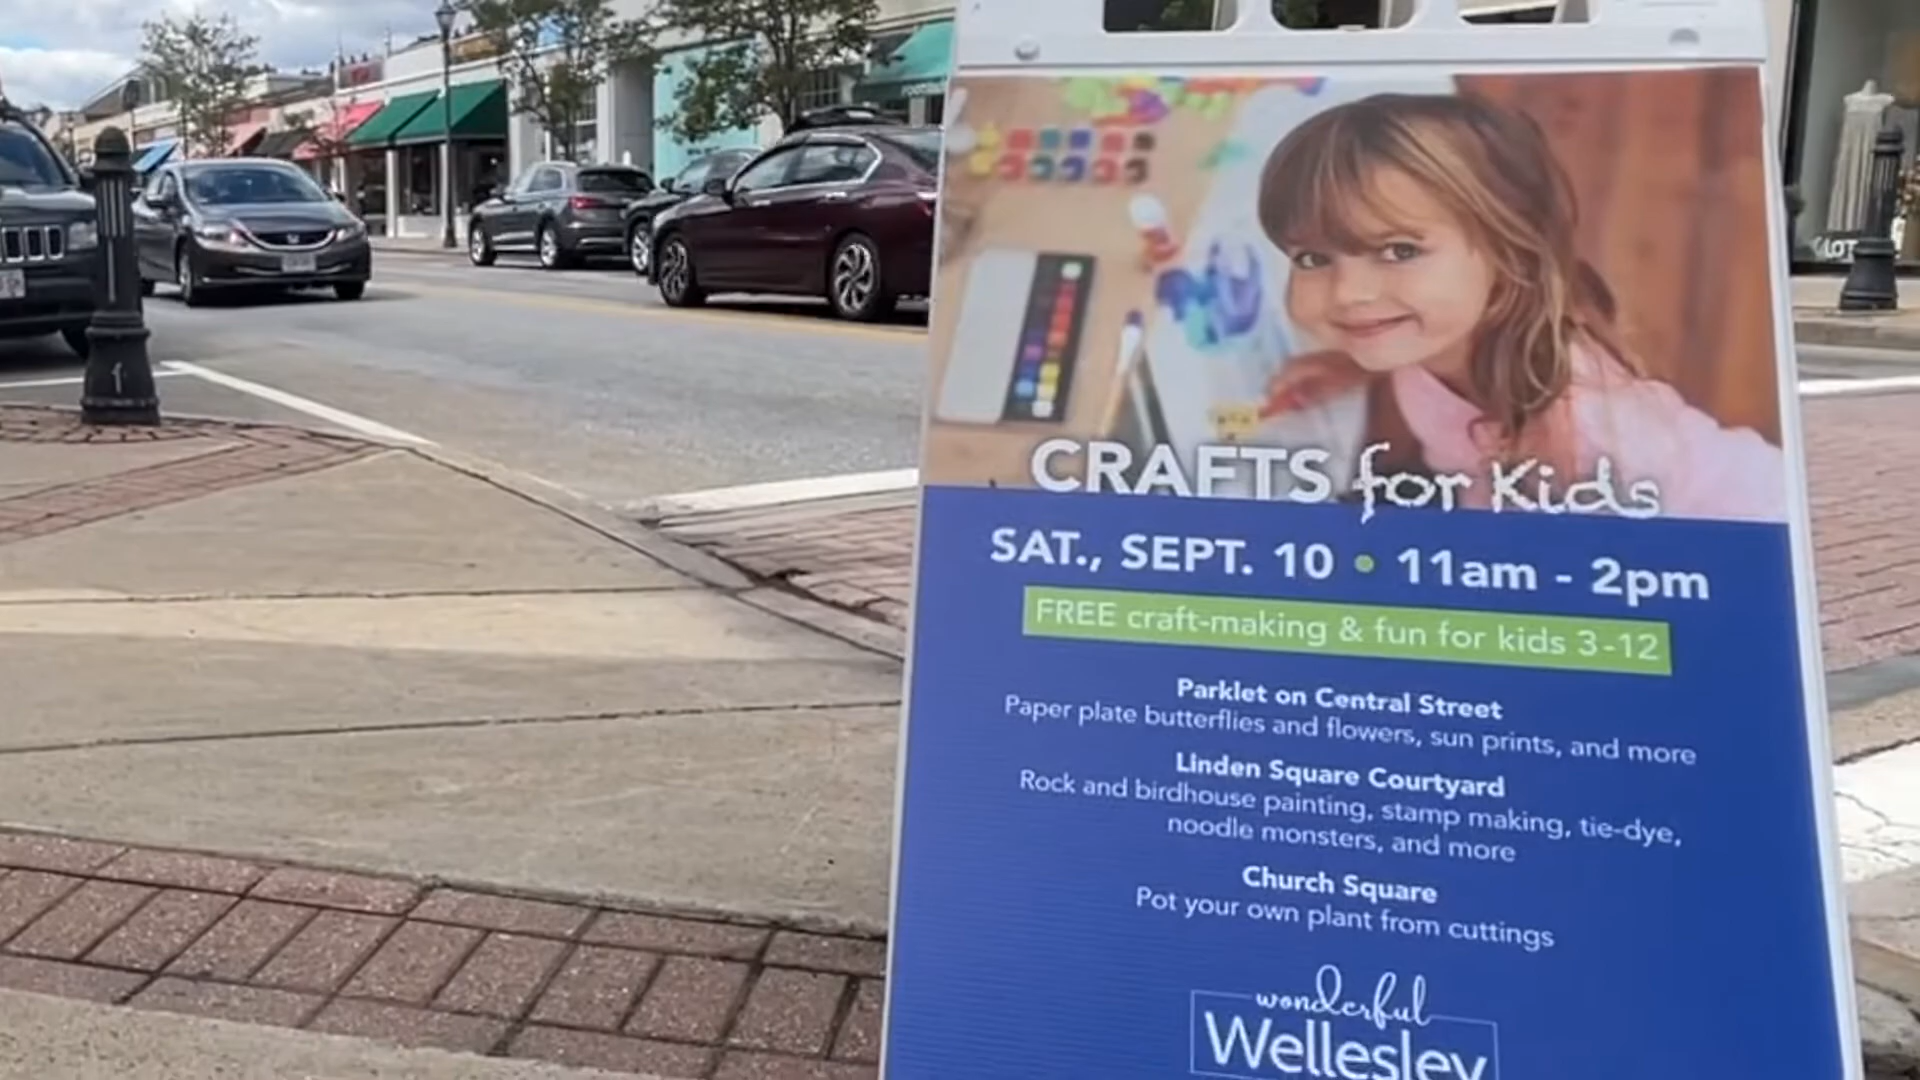 CRAFTS for Kids
SAT., SEPT. 10 • 11am - 2pm
FREE craft-making & fun for kids 3-12
Parklet on Central Street
Paper plate butterflies and flowers, sun prints, and more
Linden Square Courtyard
Rock and birdhouse painting, stamp making, tie-dye,
noodle monsters, and more
Church Square
Pot your own plant from cuttings
wonderful
Wellesley